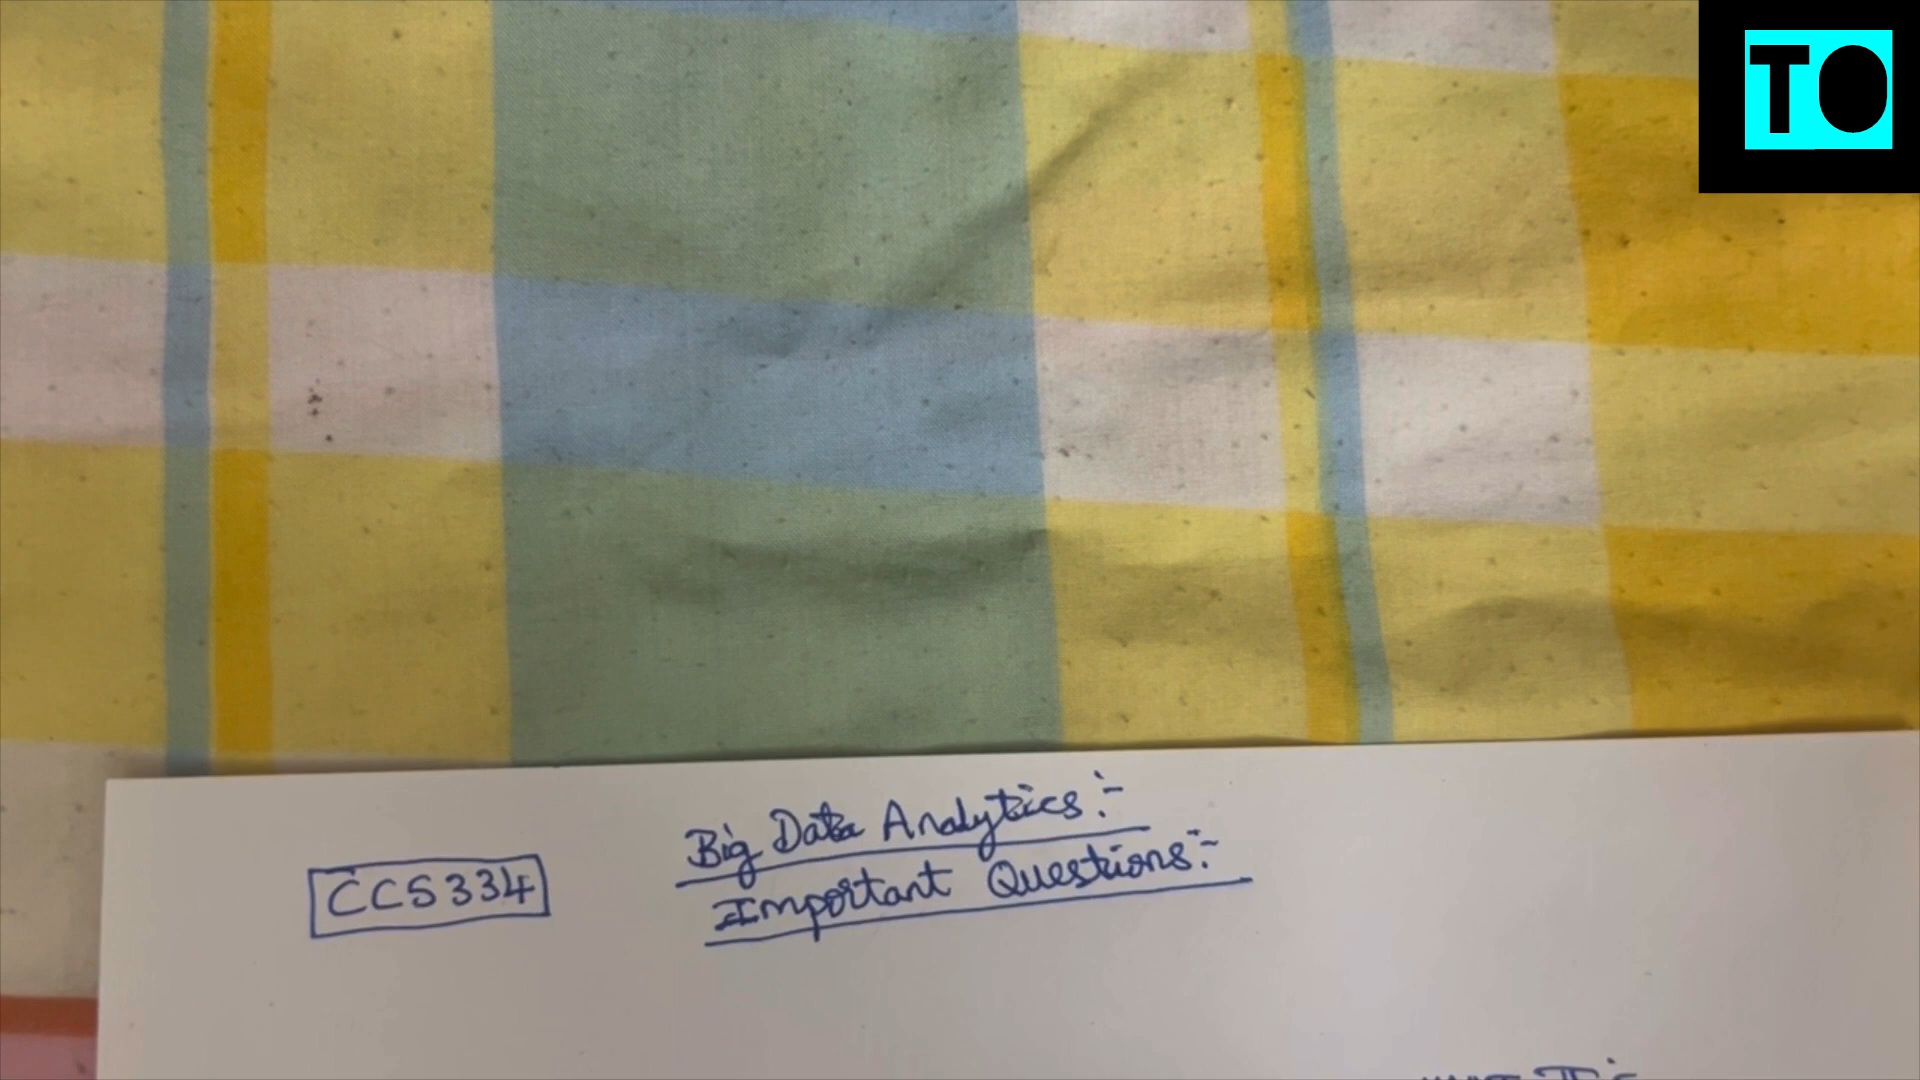 TO
Big Data Analytics:-
CCS334
Important Questions:-